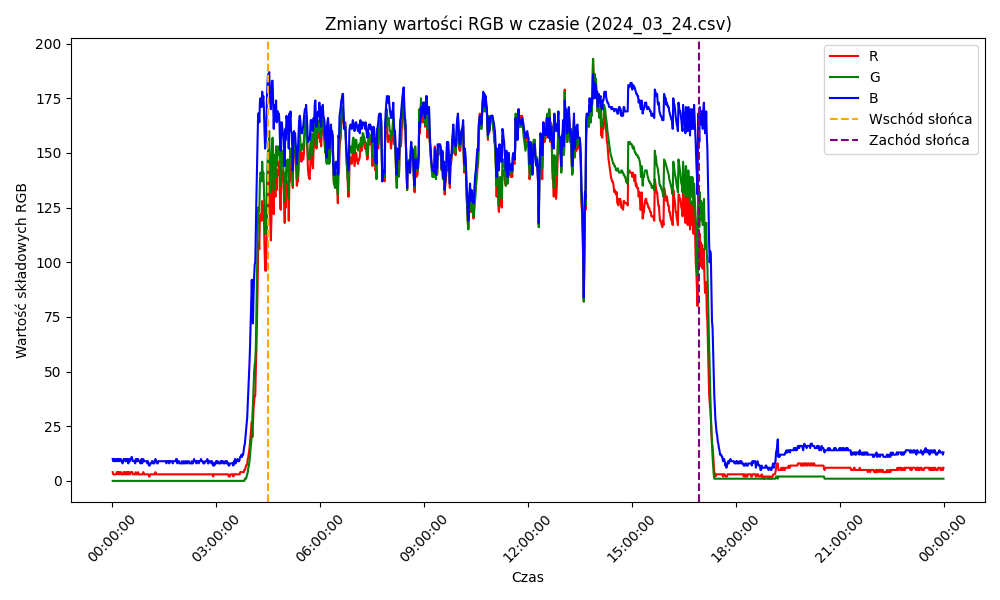 Zmiany wartości RGB w czasie (2024_03_24.csv)
Wartość składowych RGB
200
175
150
125
100
75
50
25
0
R
G
B
Wschód słońca
Zachód słońca
00:00:00
03:00:00
06:00:00
09:00:00
12:00:00
15:00:00
18:00:00
21:00:00
00:00:00
Czas